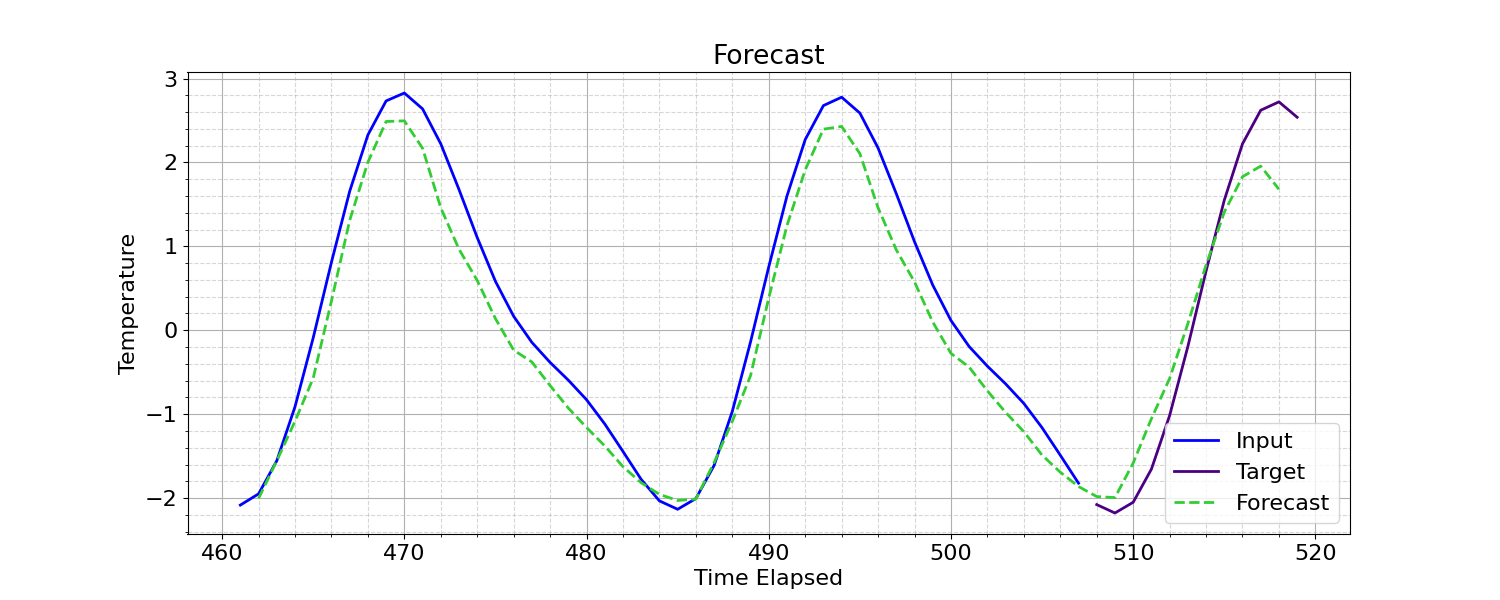 Forecast
3
2
1
0
−1
−2
Temperature
460 470 480 490 500 510 520
Time Elapsed
Input
Target
Forecast